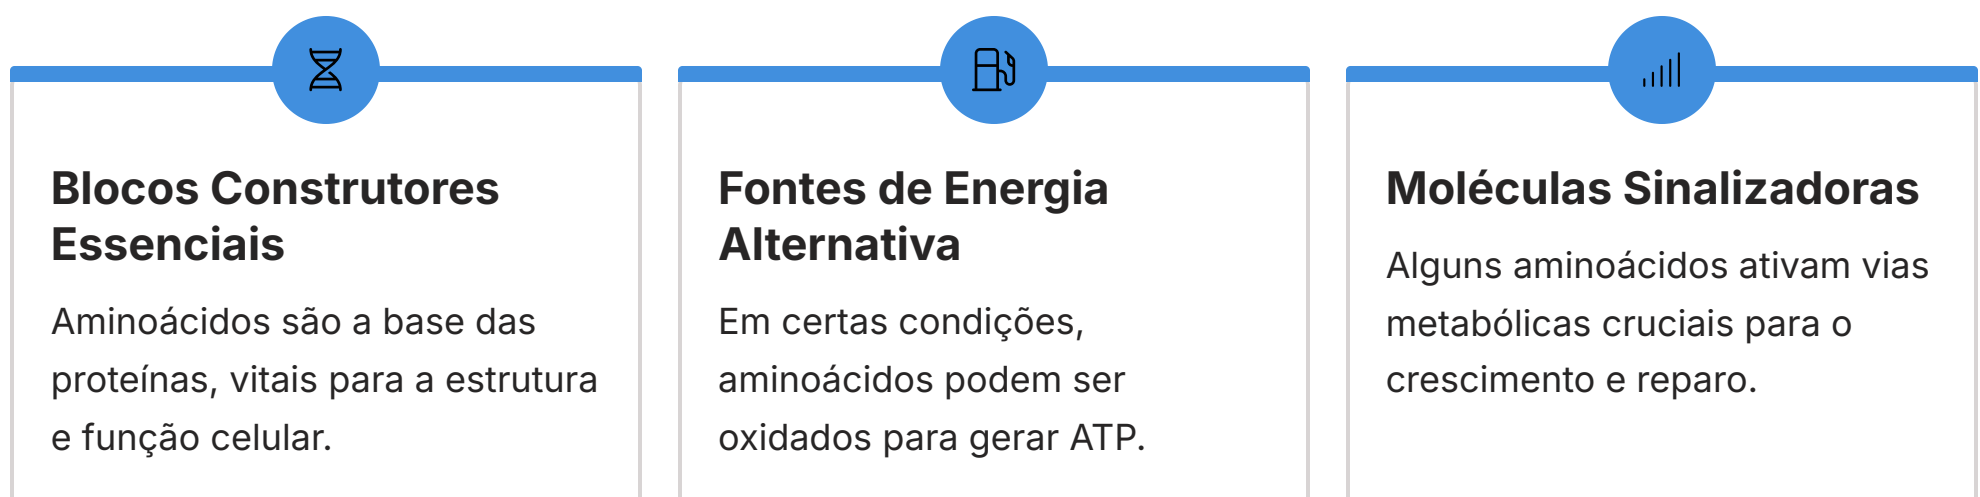 Blocos Construtores
Essenciais
Aminoácidos são a base das
proteínas, vitais para a estrutura
e função celular.
Fontes de Energia
Alternativa
Em certas condições,
aminoácidos podem ser
oxidados para gerar ATP.
Moléculas Sinalizadoras
Alguns aminoácidos ativam vias
metabólicas cruciais para o
crescimento e reparo.